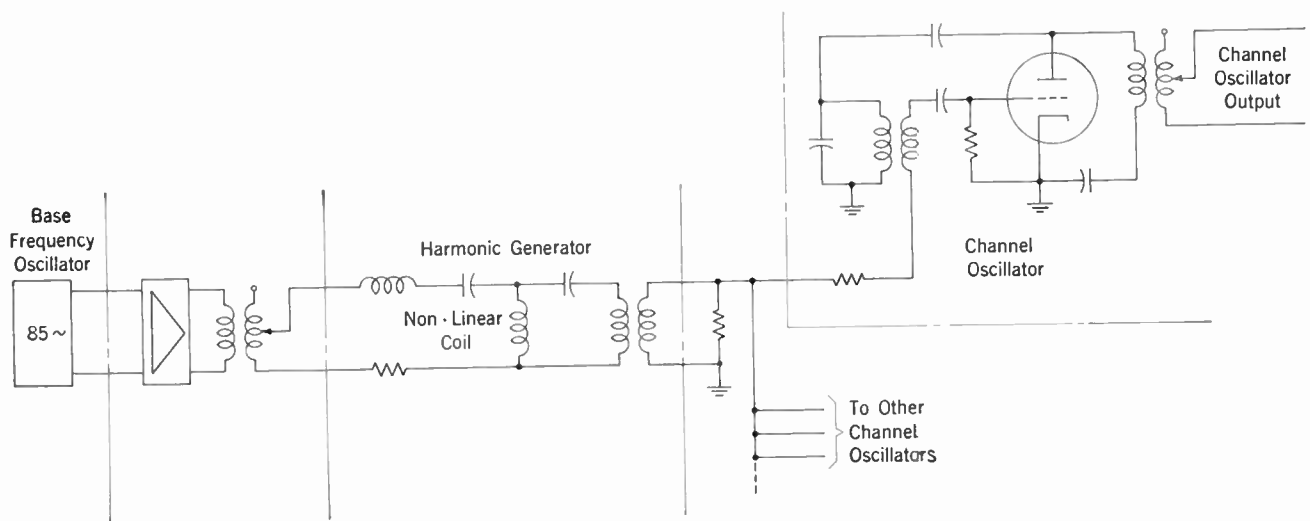 Channel
Oscillator
Output
Base
Frequency
Oscillator
85~
Harmonic Generator
Non-Linear
Coil
Channel
Oscillator
To Other
Channel
Oscillators